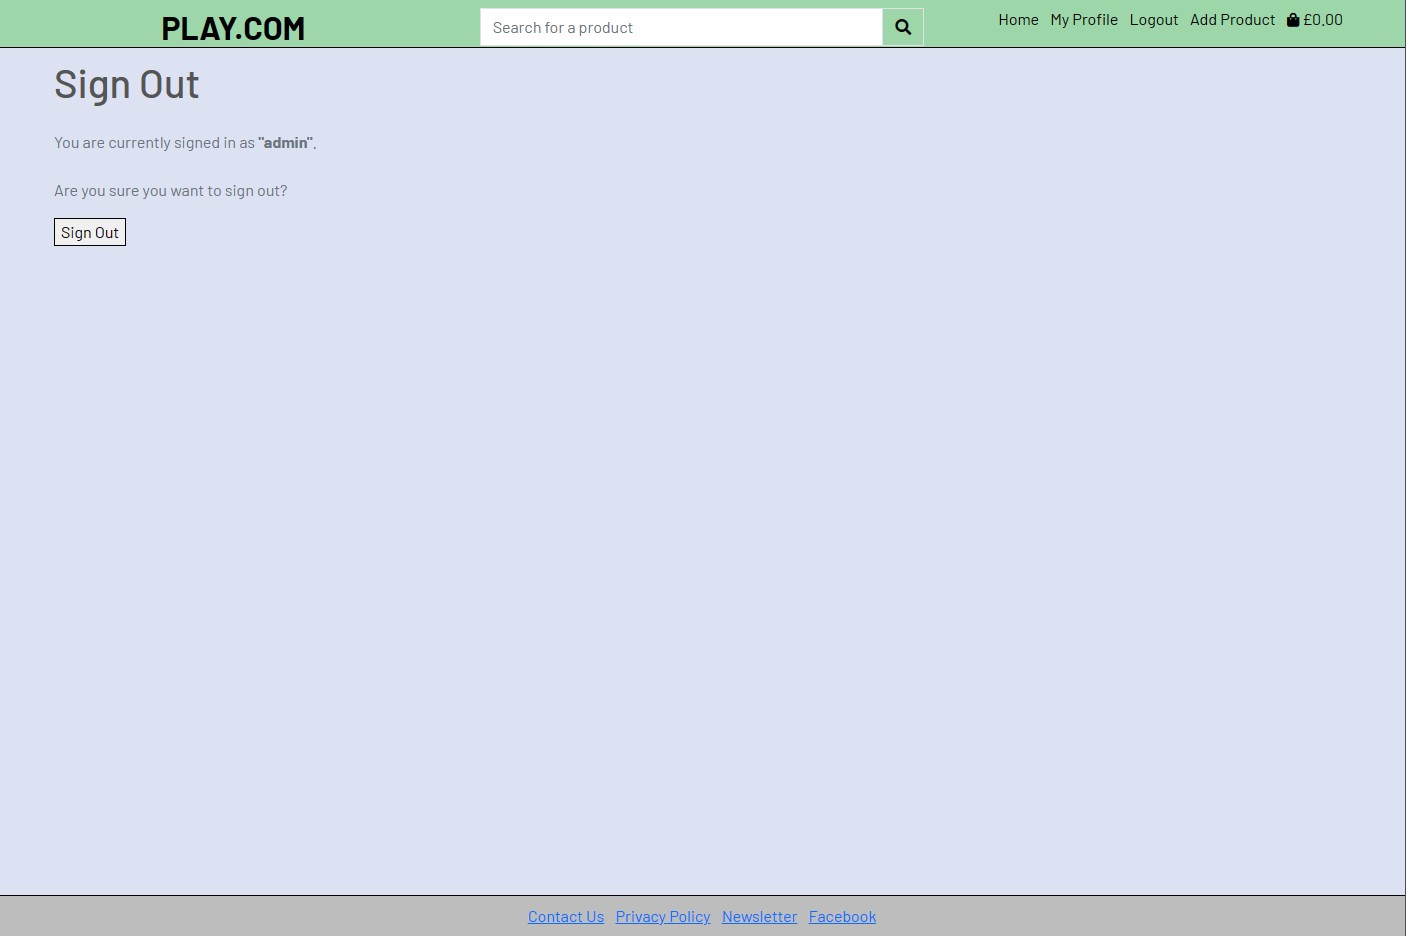 PLAY.COM
Search for a product
Home My Profile Logout Add Product £0.00
Sign Out
You are currently signed in as "admin".
Are you sure you want to sign out?
Sign Out
Contact Us Privacy Policy Newsletter Facebook